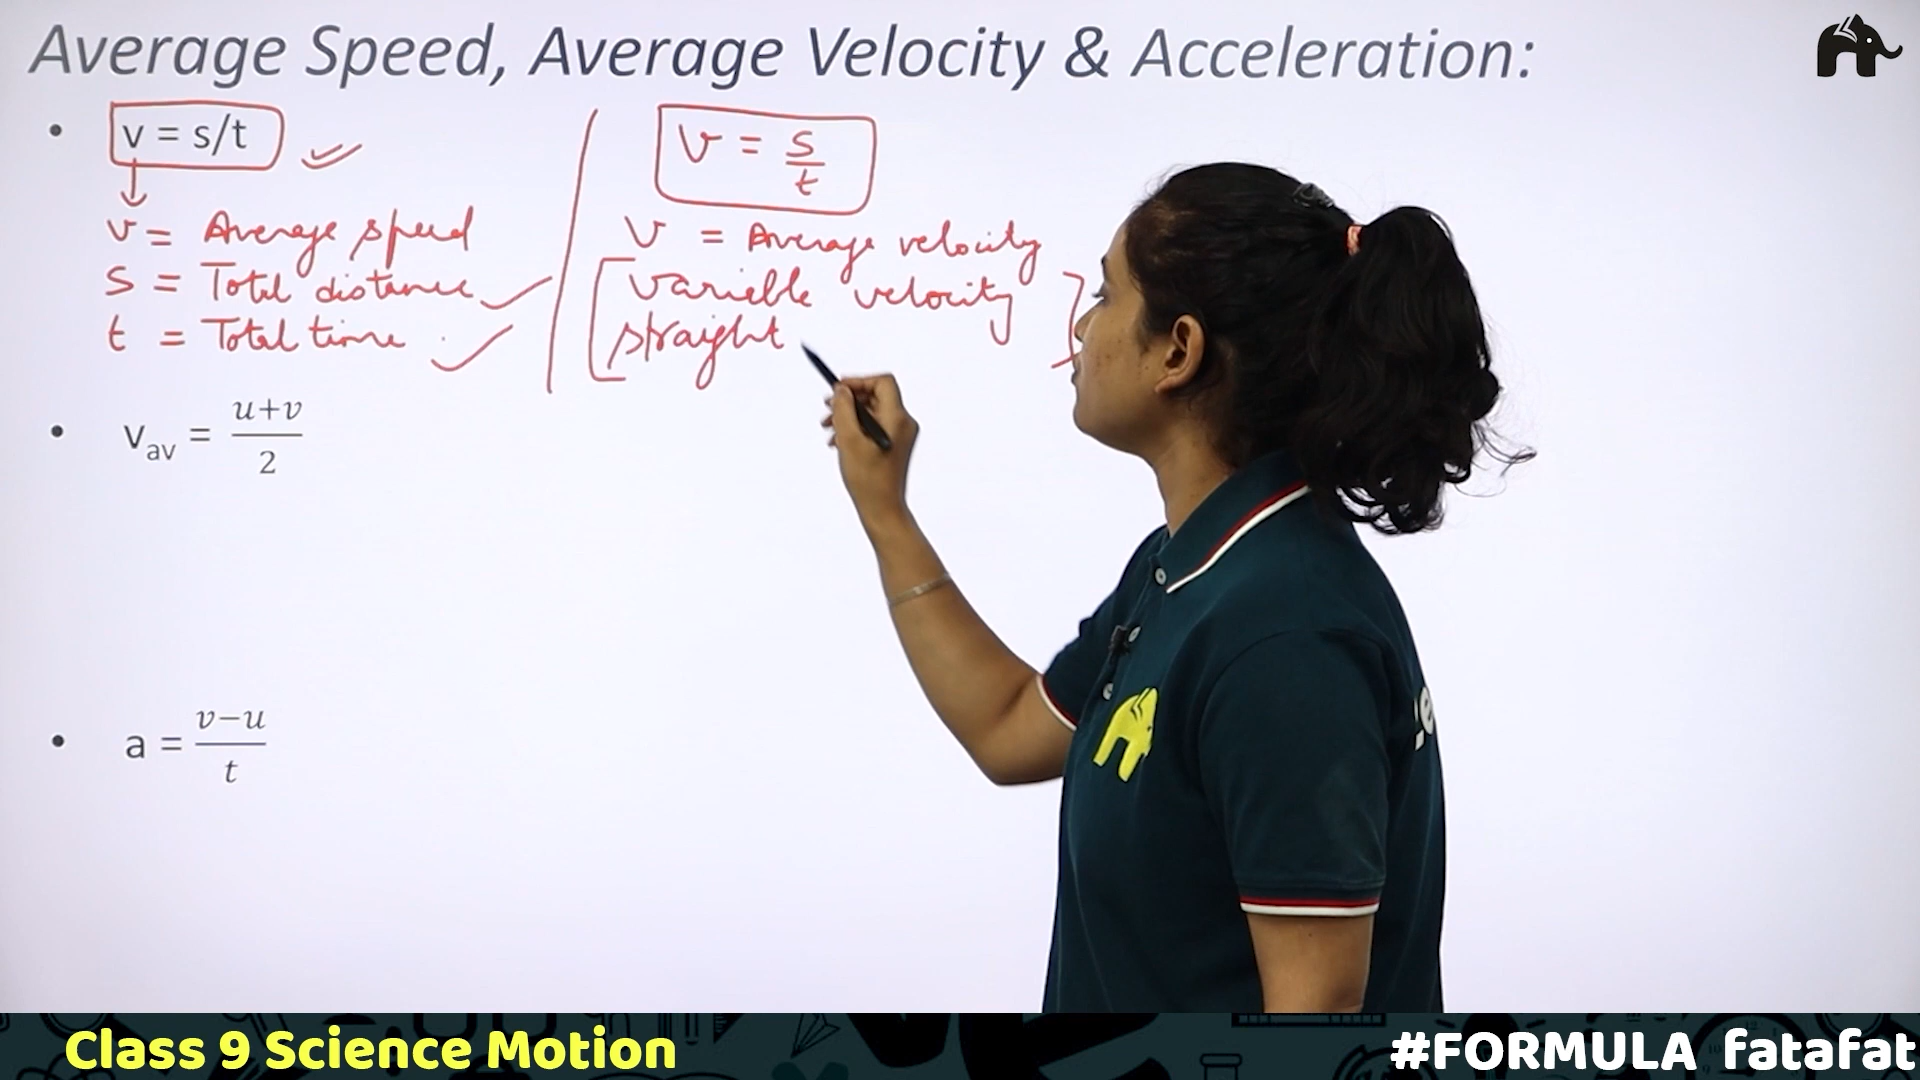 Average Speed, Average Velocity & Acceleration:
• v = s/t
v = Average speed
s = Total distance
t = Total time
v = s/t
v = Average velocity
variable velocity
straight
• vav = u+v/2
• a = v−u/t
Class 9 Science Motion
#FORMULA fatafat